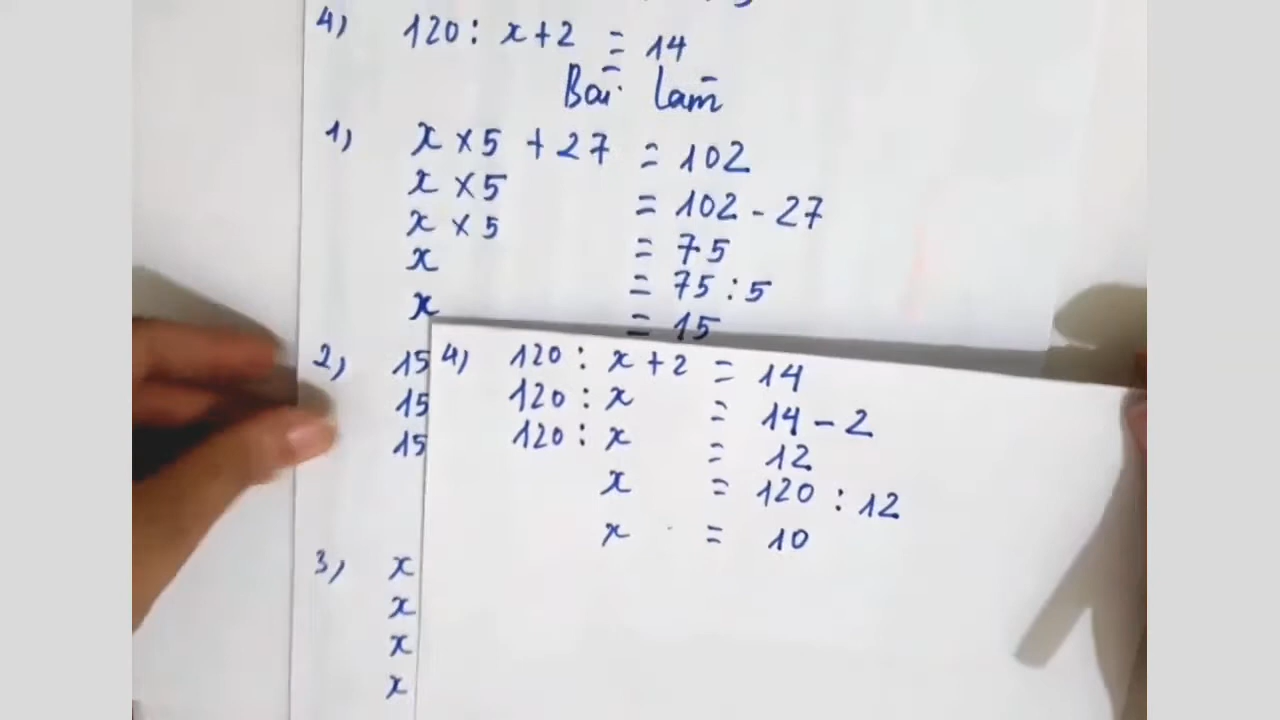 4) 120 : x + 2 = 14
Bài làm
1) x × 5 + 27 = 102
x × 5 = 102 - 27
x × 5 = 75
x = 75 : 5
x = 15
2) 15
15
15
4) 120 : x + 2 = 14
120 : x = 14 - 2
120 : x = 12
x = 120 : 12
x = 10
3) x
x
x
x